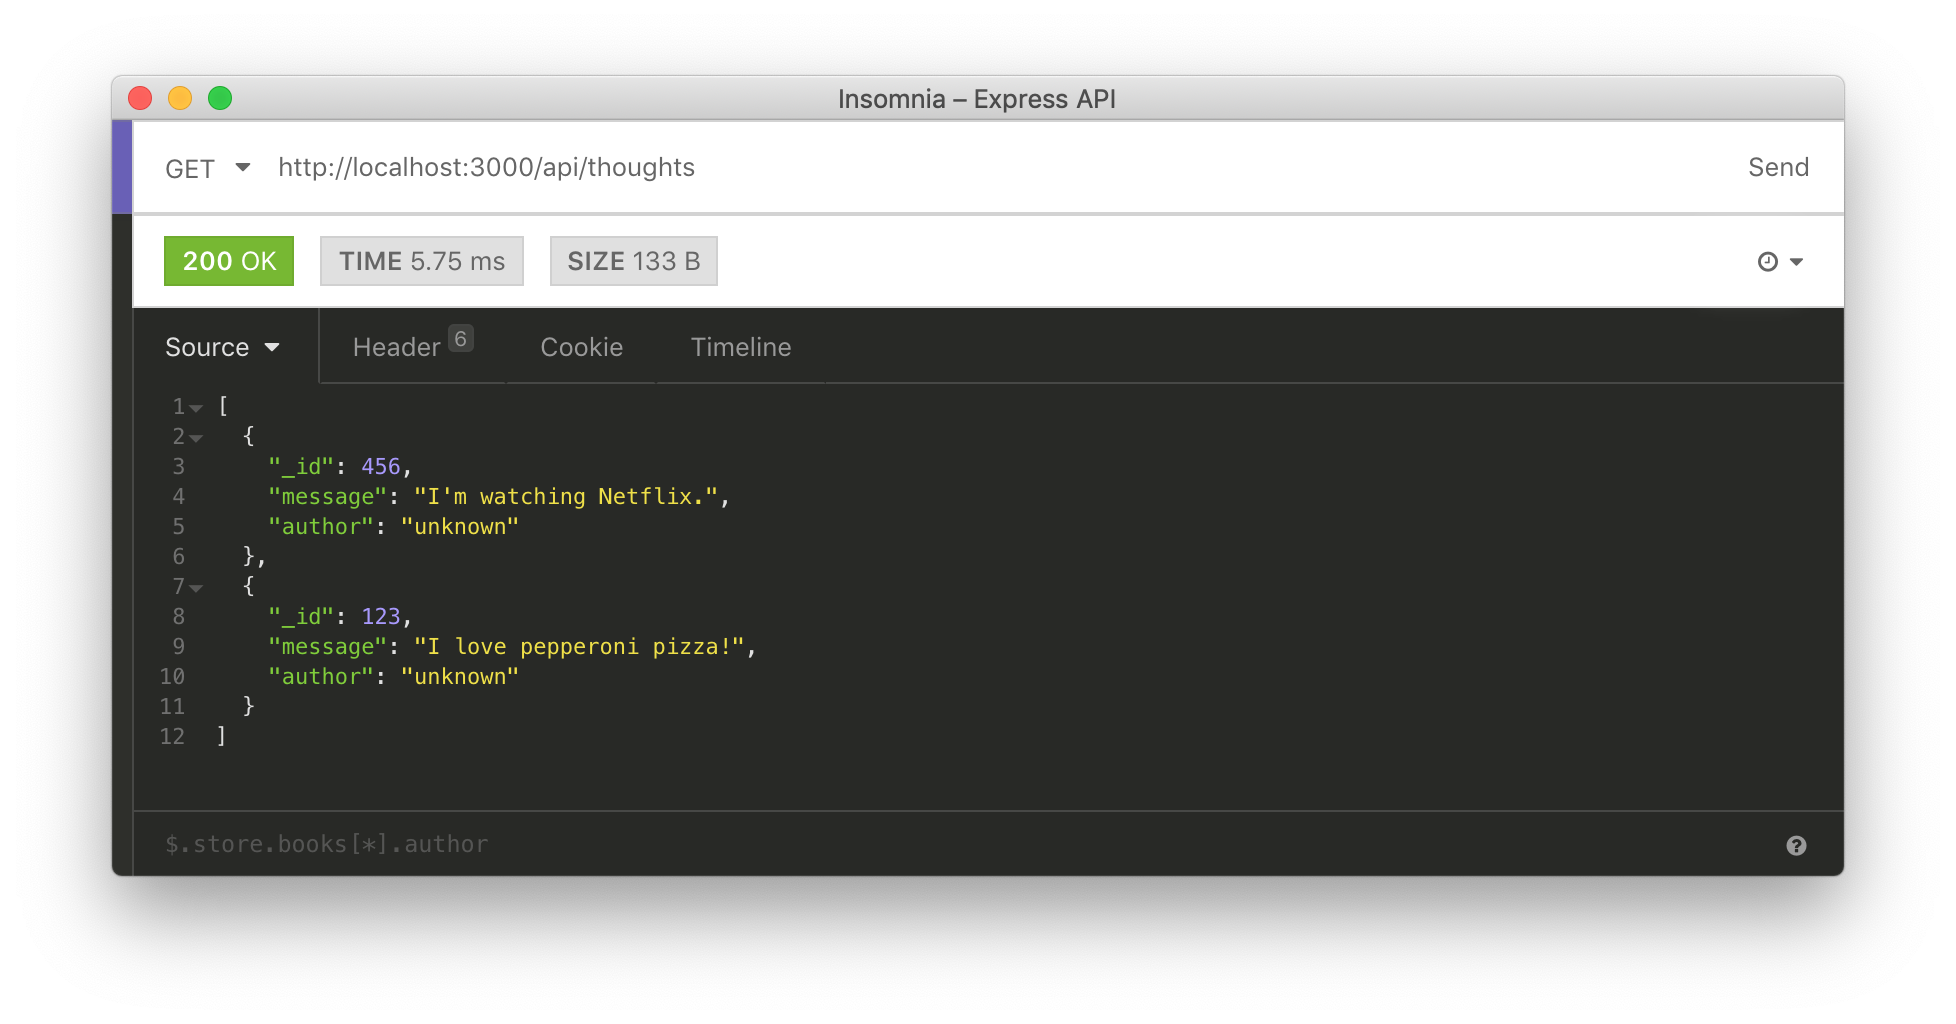 Insomnia – Express API
GET http://localhost:3000/api/thoughts Send
200 OK TIME 5.75 ms SIZE 133 B
Source Header 6 Cookie Timeline
1 [
2 {
3 "_id": 456,
4 "message": "I'm watching Netflix.",
5 "author": "unknown"
6 },
7 {
8 "_id": 123,
9 "message": "I love pepperoni pizza!",
10 "author": "unknown"
11 }
12 ]
$.store.books[*].author ?